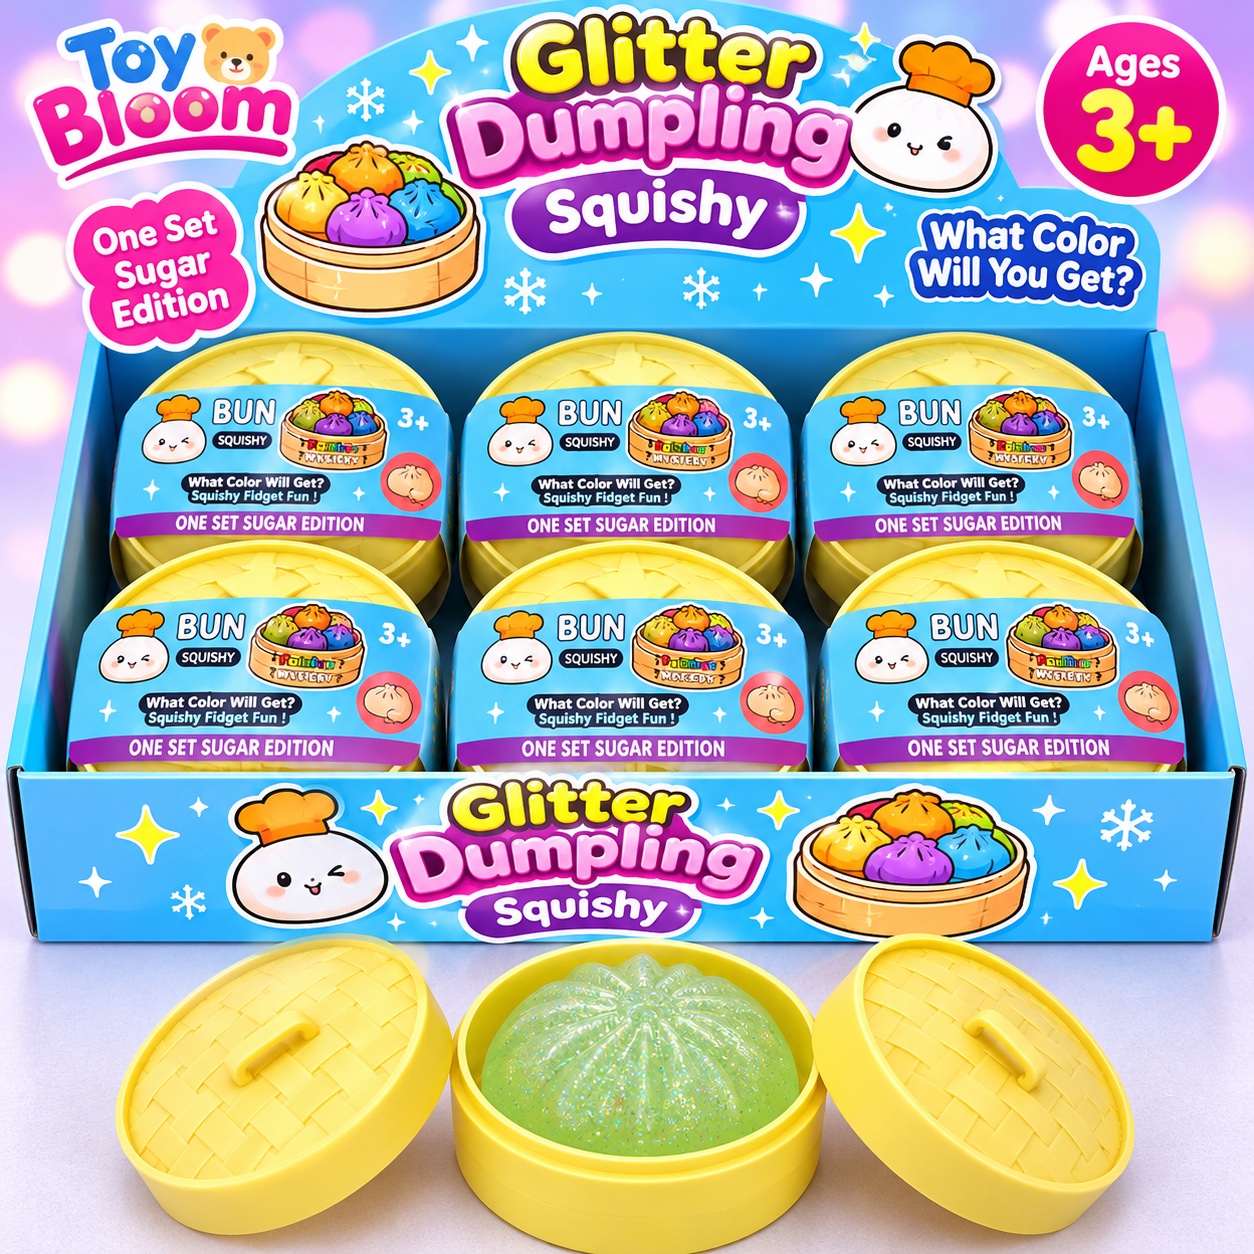 Toy
Bloom
Glitter
Dumpling
Squishy
Ages
3+
One Set
Sugar
Edition
What Color
Will You Get?
BUN
SQUISHY
3+
What Color Will Get?
Squishy Fidget Fun !
ONE SET SUGAR EDITION
BUN
SQUISHY
3+
What Color Will Get?
Squishy Fidget Fun !
ONE SET SUGAR EDITION
BUN
SQUISHY
3+
What Color Will Get?
Squishy Fidget Fun !
ONE SET SUGAR EDITION
BUN
SQUISHY
3+
What Color Will Get?
Squishy Fidget Fun !
ONE SET SUGAR EDITION
BUN
SQUISHY
3+
What Color Will Get?
Squishy Fidget Fun !
ONE SET SUGAR EDITION
BUN
SQUISHY
3+
What Color Will Get?
Squishy Fidget Fun !
ONE SET SUGAR EDITION
Glitter
Dumpling
Squishy